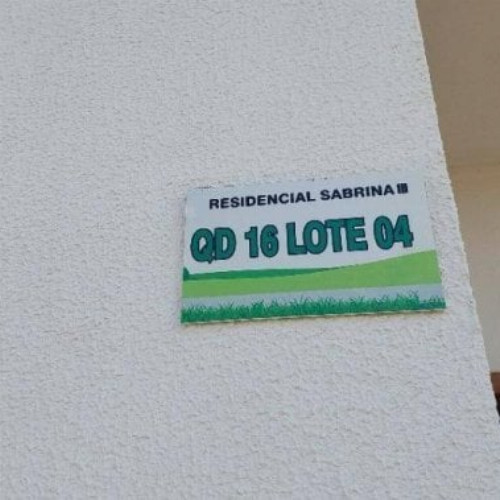 RESIDENCIAL SABRINA III
QD 16 LOTE 04